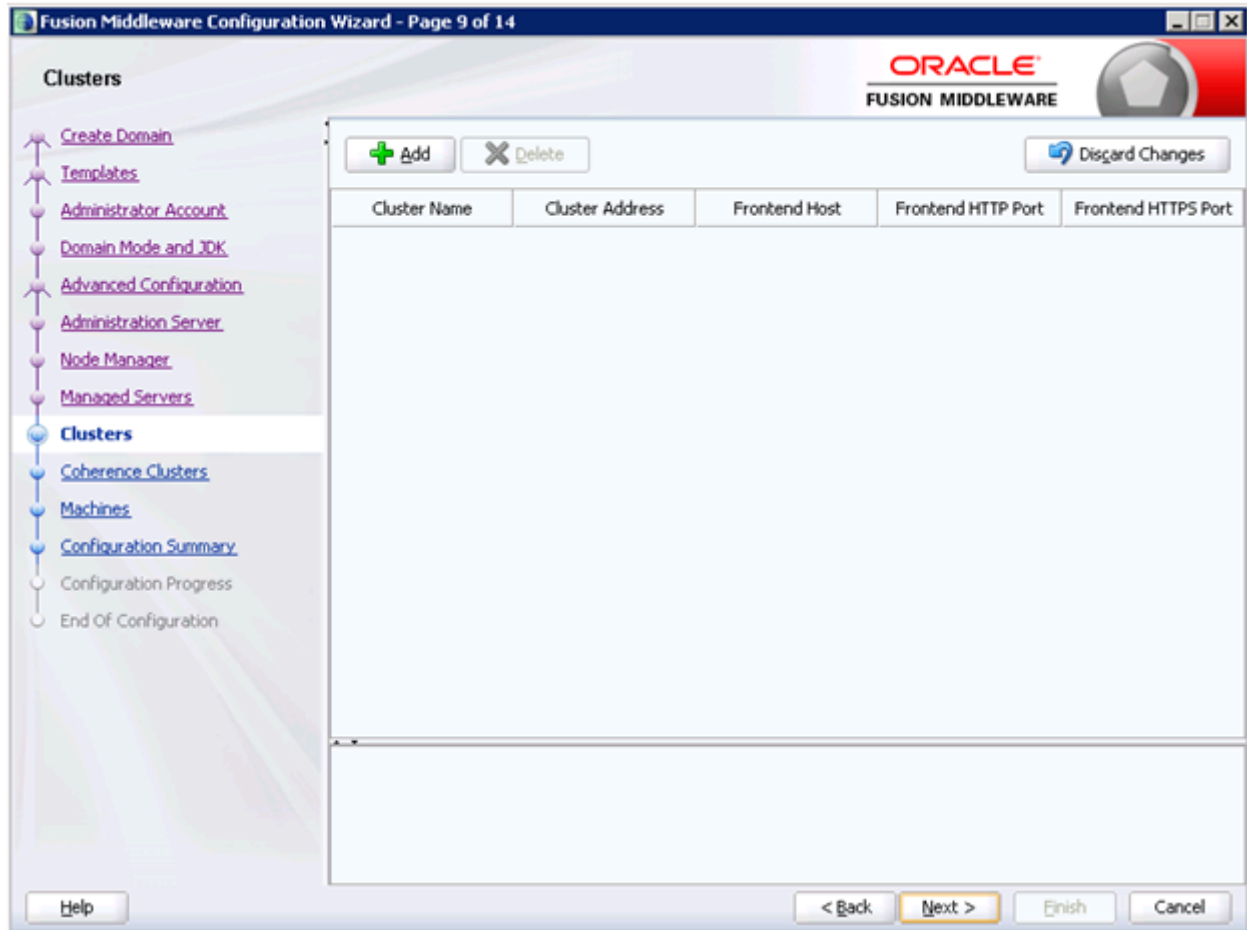 Fusion Middleware Configuration Wizard - Page 9 of 14
Clusters
ORACLE
FUSION MIDDLEWARE
Create Domain
Templates
Administrator Account
Domain Mode and JDK
Advanced Configuration
Administration Server
Node Manager
Managed Servers
Clusters
Coherence Clusters
Machines
Configuration Summary
Configuration Progress
End Of Configuration
Add Delete Discard Changes
Cluster Name Cluster Address Frontend Host Frontend HTTP Port Frontend HTTPS Port
Help < Back Next > Finish Cancel